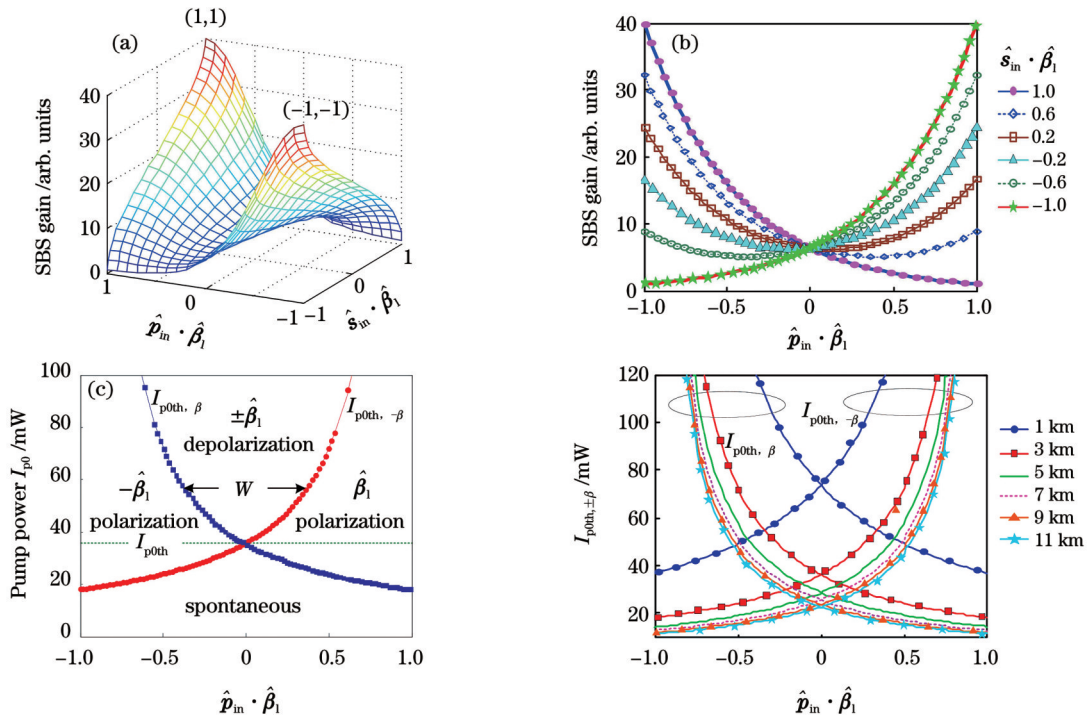 (a)
(1,1)
(−1,−1)
SBS gain /arb. units
40
30
20
10
0
1
0
−1
−1
0
1
p̂in · β̂l
ŝin · β̂l
(b)
SBS gain /arb. units
40
30
20
10
0
−1.0
−0.5
0
0.5
1.0
p̂in · β̂l
ŝin · β̂l
1.0
0.6
0.2
−0.2
−0.6
−1.0
(c)
Pump power Ip0 /mW
100
80
60
40
20
0
Ip0th, β
±β̂l
depolarization
Ip0th, −β
−β̂l
polarization
W
β̂l
polarization
Ip0th
spontaneous
−1.0
−0.5
0
0.5
1.0
p̂in · β̂l
Ip0th,±β /mW
120
100
80
60
40
20
Ip0th, β
Ip0th, −β
−1.0
−0.5
0
0.5
1.0
p̂in · β̂l
1 km
3 km
5 km
7 km
9 km
11 km